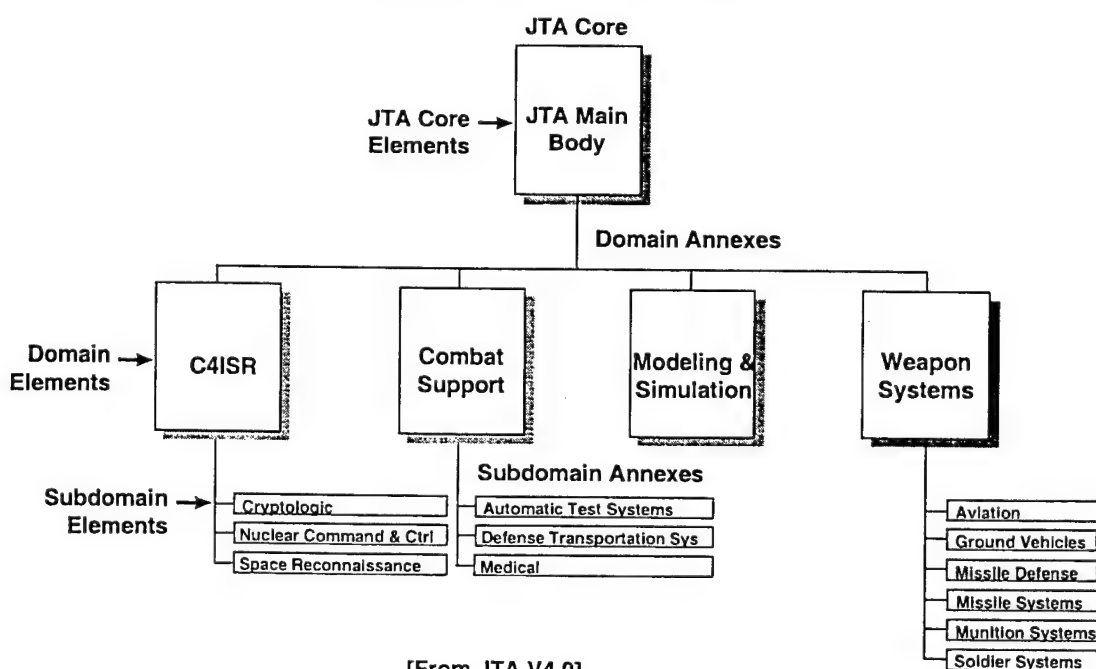 JTA Core
JTA Core
Elements
JTA Main
Body
Domain Annexes
Domain
Elements
C4ISR
Combat
Support
Modeling &
Simulation
Weapon
Systems
Subdomain
Elements
Cryptologic
Nuclear Command & Ctrl
Space Reconnaissance
Subdomain Annexes
Automatic Test Systems
Defense Transportation Sys
Medical
Aviation
Ground Vehicles
Missile Defense
Missile Systems
Munition Systems
Soldier Systems
[From JTA V4.0]